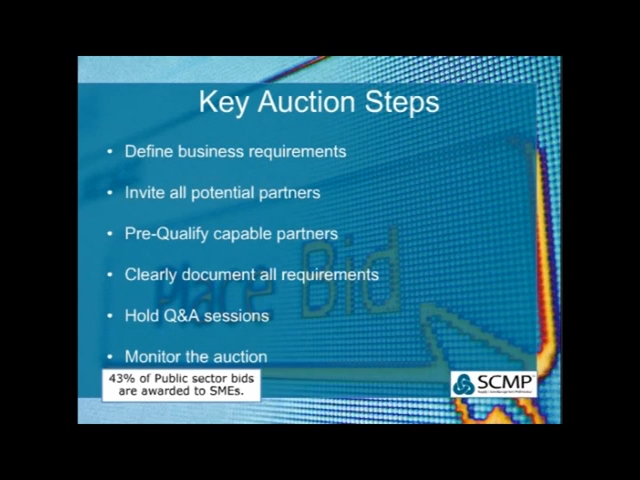 Key Auction Steps
• Define business requirements
• Invite all potential partners
• Pre-Qualify capable partners
• Clearly document all requirements
Place Bid
• Hold Q&A sessions
• Monitor the auction
43% of Public sector bids
are awarded to SMEs.
SCMP